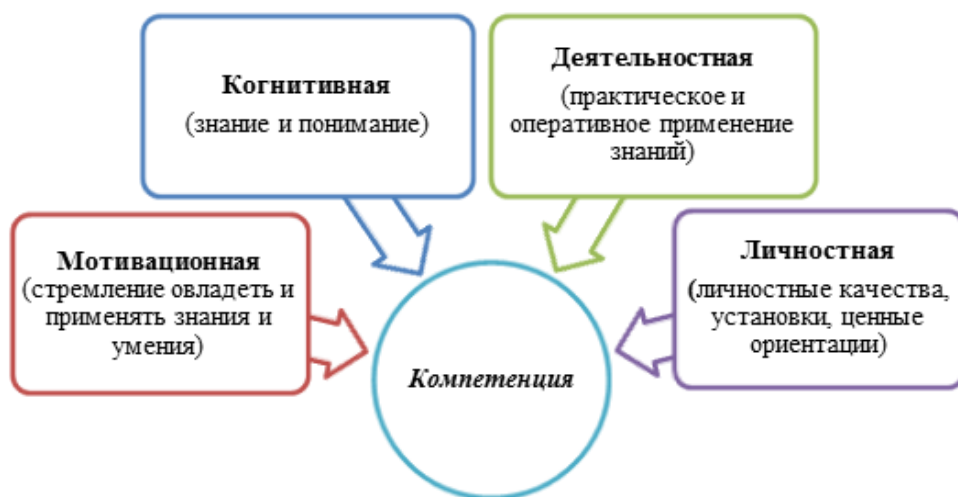 Когнитивная
(знание и понимание)
Деятельностная
(практическое и
оперативное применение
знаний)
Мотивационная
(стремление овладеть и
применять знания и
умения)
Личностная
(личностные качества,
установки, ценные
ориентации)
Компетенция